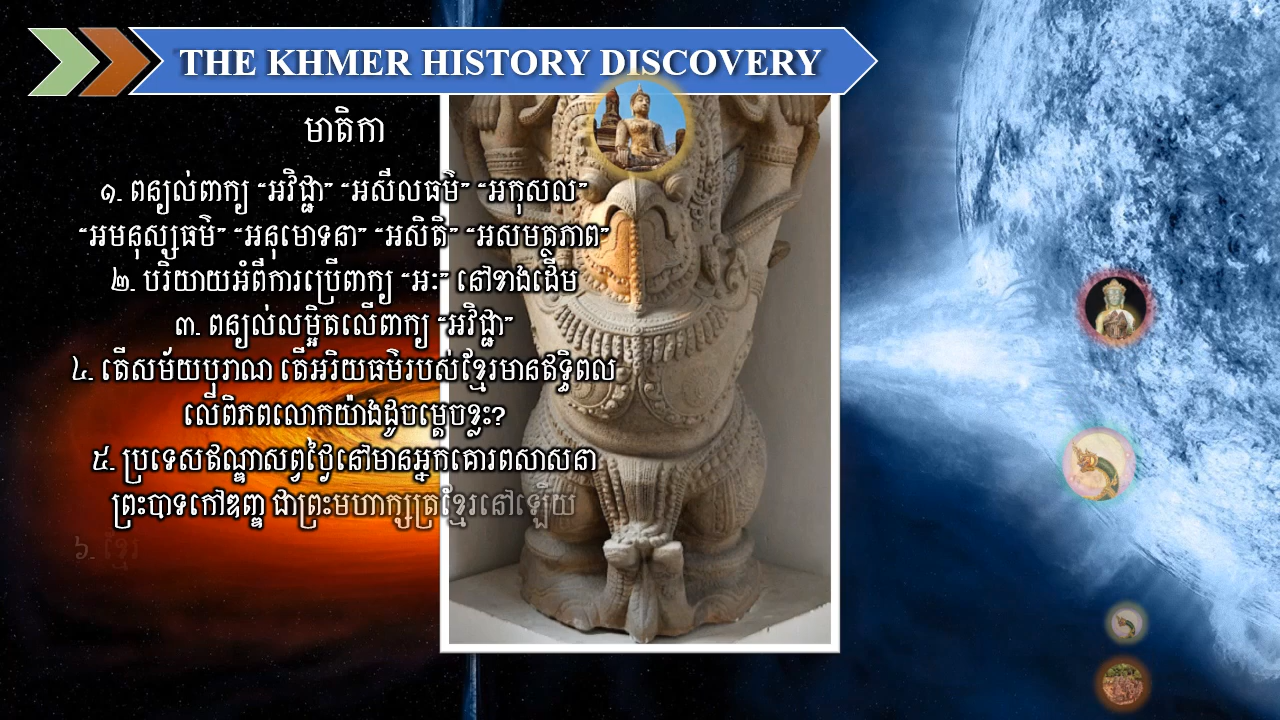 THE KHMER HISTORY DISCOVERY
មាតិកា
១. ពន្យល់ពាក្យ “អវិជ្ជា” “អសីលធម៌” “អកុសល”
“អមនុស្សធម៌” “អនុមោទនា” “អសិតិ” “អសមត្ថភាព”
២. បរិយាយអំពីការប្រើពាក្យ “អៈ” នៅខាងដើម
៣. ពន្យល់លម្អិតលើពាក្យ “អវិជ្ជា”
៤. តើសម័យបុរាណ តើអរិយធម៌របស់ខ្មែរមានឥទ្ធិពល
លើពិភពលោកយ៉ាងដូចម្តេចខ្លះ?
៥. ប្រទេសឥណ្ឌាសព្វថ្ងៃនៅមានអ្នកគោរពសាសនា
ព្រះបាទកៅឌញ្ញ ជាព្រះមហាក្សត្រខ្មែរនៅឡើយ
៦. ខ្មែរ